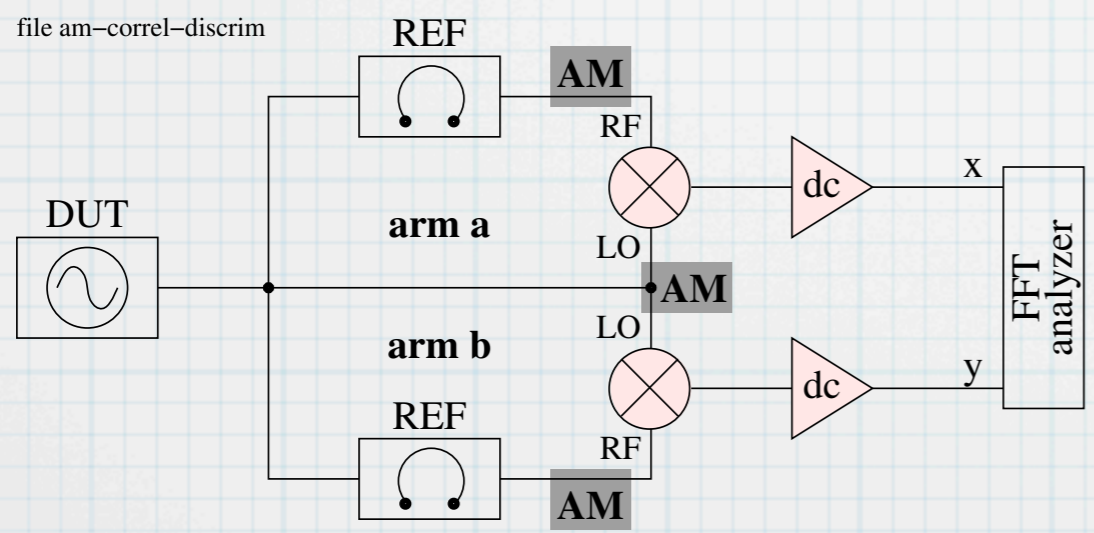 file am−correl−discrim
REF
AM
RF
x
dc
DUT
arm a
LO
AM
FFT
analyzer
LO
arm b
y
dc
REF
RF
AM